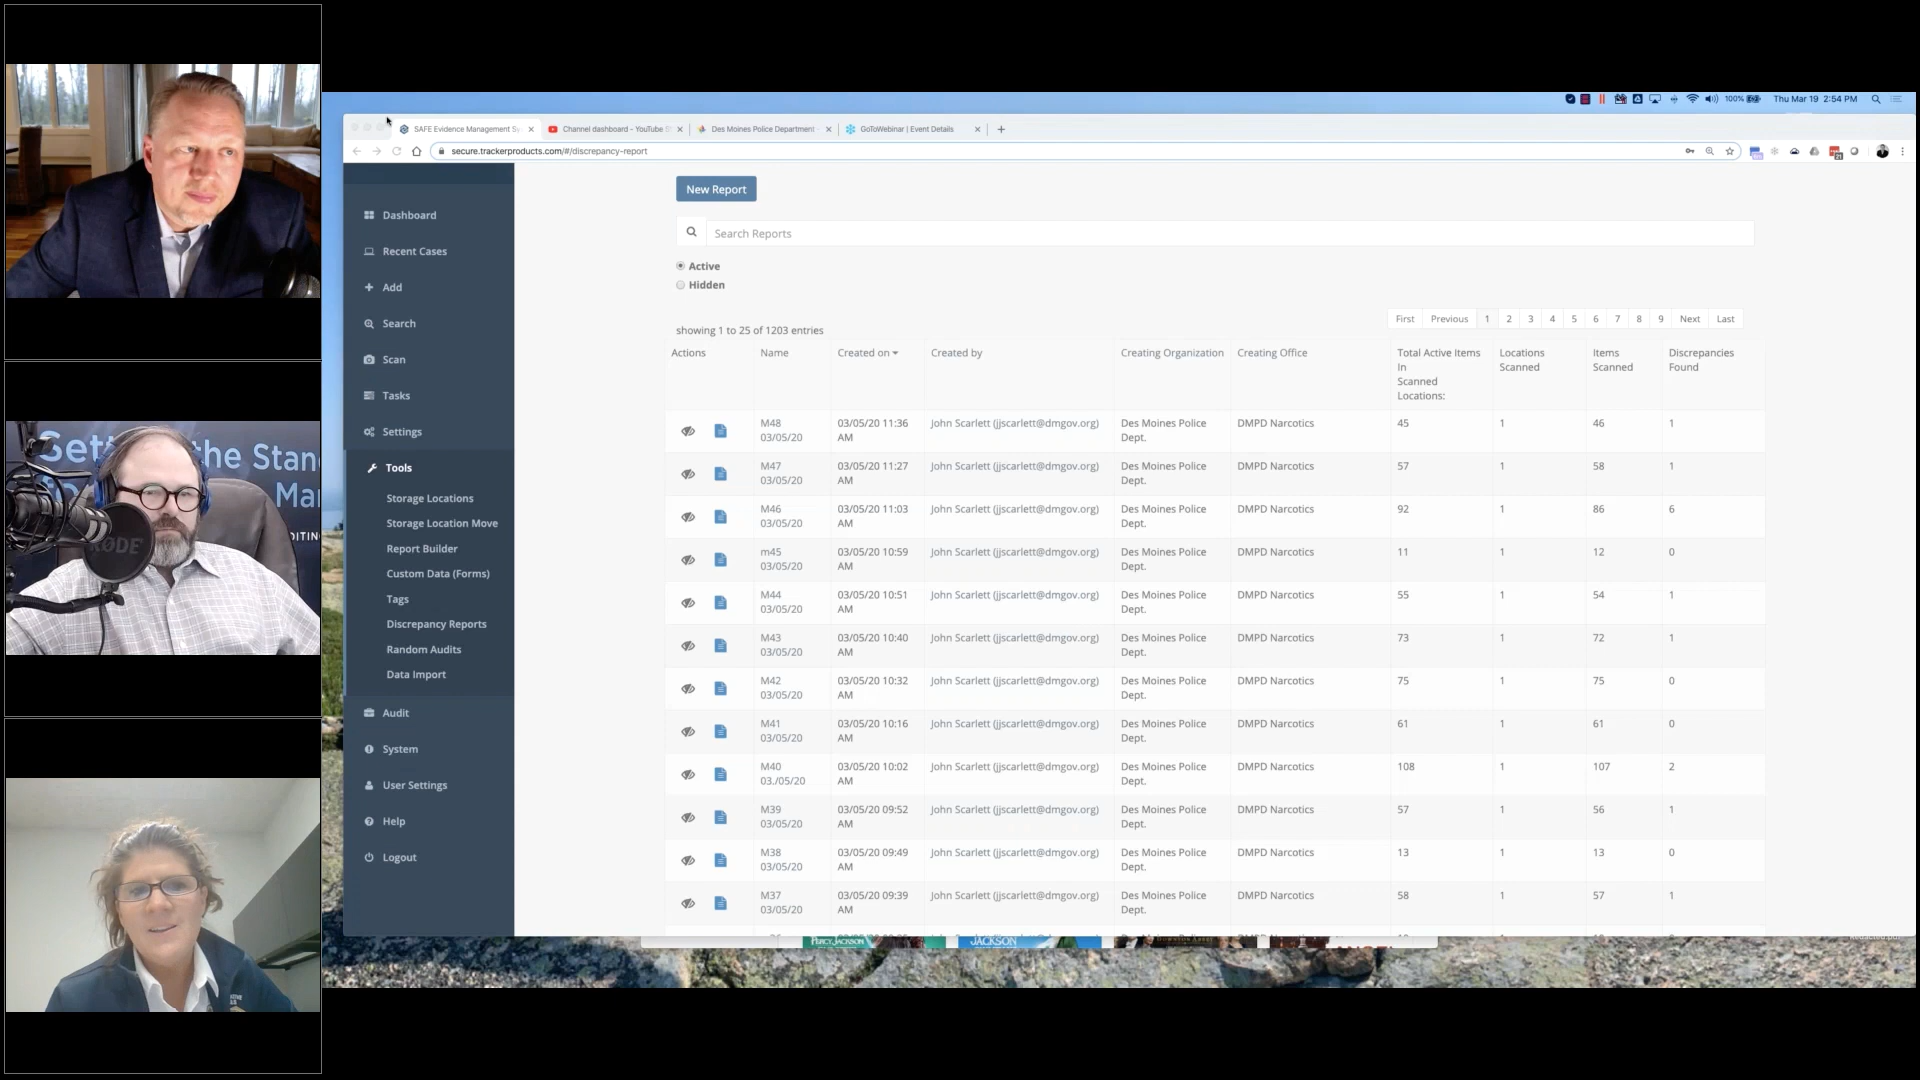 100%
Thu Mar 19 2:54 PM
SAFE Evidence Management Sy
Channel dashboard - YouTube
Des Moines Police Department
GoToWebinar | Event Details
secure.trackerproducts.com/#/discrepancy-report
Dashboard
Recent Cases
Add
Search
Scan
Tasks
Settings
Tools
Storage Locations
Storage Location Move
Report Builder
Custom Data (Forms)
Tags
Discrepancy Reports
Random Audits
Data Import
Audit
System
User Settings
Help
Logout
New Report
Search Reports
Active
Hidden
showing 1 to 25 of 1203 entries
First Previous 1 2 3 4 5 6 7 8 9 Next Last
Actions Name Created on Created by Creating Organization Creating Office Total Active Items In Scanned Locations: Locations Scanned Items Scanned Discrepancies Found
M48 03/05/20 03/05/20 11:36 AM John Scarlett (jjscarlett@dmgov.org) Des Moines Police Dept. DMPD Narcotics 45 1 46 1
M47 03/05/20 03/05/20 11:27 AM John Scarlett (jjscarlett@dmgov.org) Des Moines Police Dept. DMPD Narcotics 57 1 58 1
M46 03/05/20 03/05/20 11:03 AM John Scarlett (jjscarlett@dmgov.org) Des Moines Police Dept. DMPD Narcotics 92 1 86 6
m45 03/05/20 03/05/20 10:59 AM John Scarlett (jjscarlett@dmgov.org) Des Moines Police Dept. DMPD Narcotics 11 1 12 0
M44 03/05/20 03/05/20 10:51 AM John Scarlett (jjscarlett@dmgov.org) Des Moines Police Dept. DMPD Narcotics 55 1 54 1
M43 03/05/20 03/05/20 10:40 AM John Scarlett (jjscarlett@dmgov.org) Des Moines Police Dept. DMPD Narcotics 73 1 72 1
M42 03/05/20 03/05/20 10:32 AM John Scarlett (jjscarlett@dmgov.org) Des Moines Police Dept. DMPD Narcotics 75 1 75 0
M41 03/05/20 03/05/20 10:16 AM John Scarlett (jjscarlett@dmgov.org) Des Moines Police Dept. DMPD Narcotics 61 1 61 0
M40 03./05/20 03/05/20 10:02 AM John Scarlett (jjscarlett@dmgov.org) Des Moines Police Dept. DMPD Narcotics 108 1 107 2
M39 03/05/20 03/05/20 09:52 AM John Scarlett (jjscarlett@dmgov.org) Des Moines Police Dept. DMPD Narcotics 57 1 56 1
M38 03/05/20 03/05/20 09:49 AM John Scarlett (jjscarlett@dmgov.org) Des Moines Police Dept. DMPD Narcotics 13 1 13 0
M37 03/05/20 03/05/20 09:39 AM John Scarlett (jjscarlett@dmgov.org) Des Moines Police Dept. DMPD Narcotics 58 1 57 1
PERCY JACKSON
JACKSON
Set he Stan
Ma
DITIN
RØDE